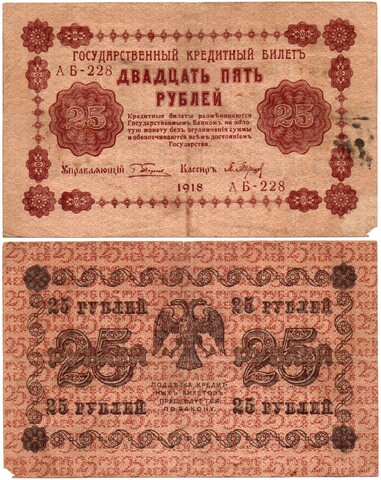 ГОСУДАРСТВЕННЫЙ КРЕДИТНЫЙ БИЛЕТЪ
АБ-228
ДВАДЦАТЬ ПЯТЬ
РУБЛЕЙ
25
25
Кредитные билеты размѣниваются
Государственнымъ Банкомъ на золо-
тую монету безъ ограниченія суммы
и обезпечиваются всѣмъ достояніемъ
Государства.
Управляющій
Кассиръ
1918
АБ-228
25 РУБЛЕЙ
25 РУБЛЕЙ
25
25
ПОДДѢЛКА КРЕДИТ-
НЫХЪ БИЛЕТОВЪ
ПРЕСЛѢДУЕТСЯ
ПО ЗАКОНУ.
25 РУБЛЕЙ
25 РУБЛЕЙ